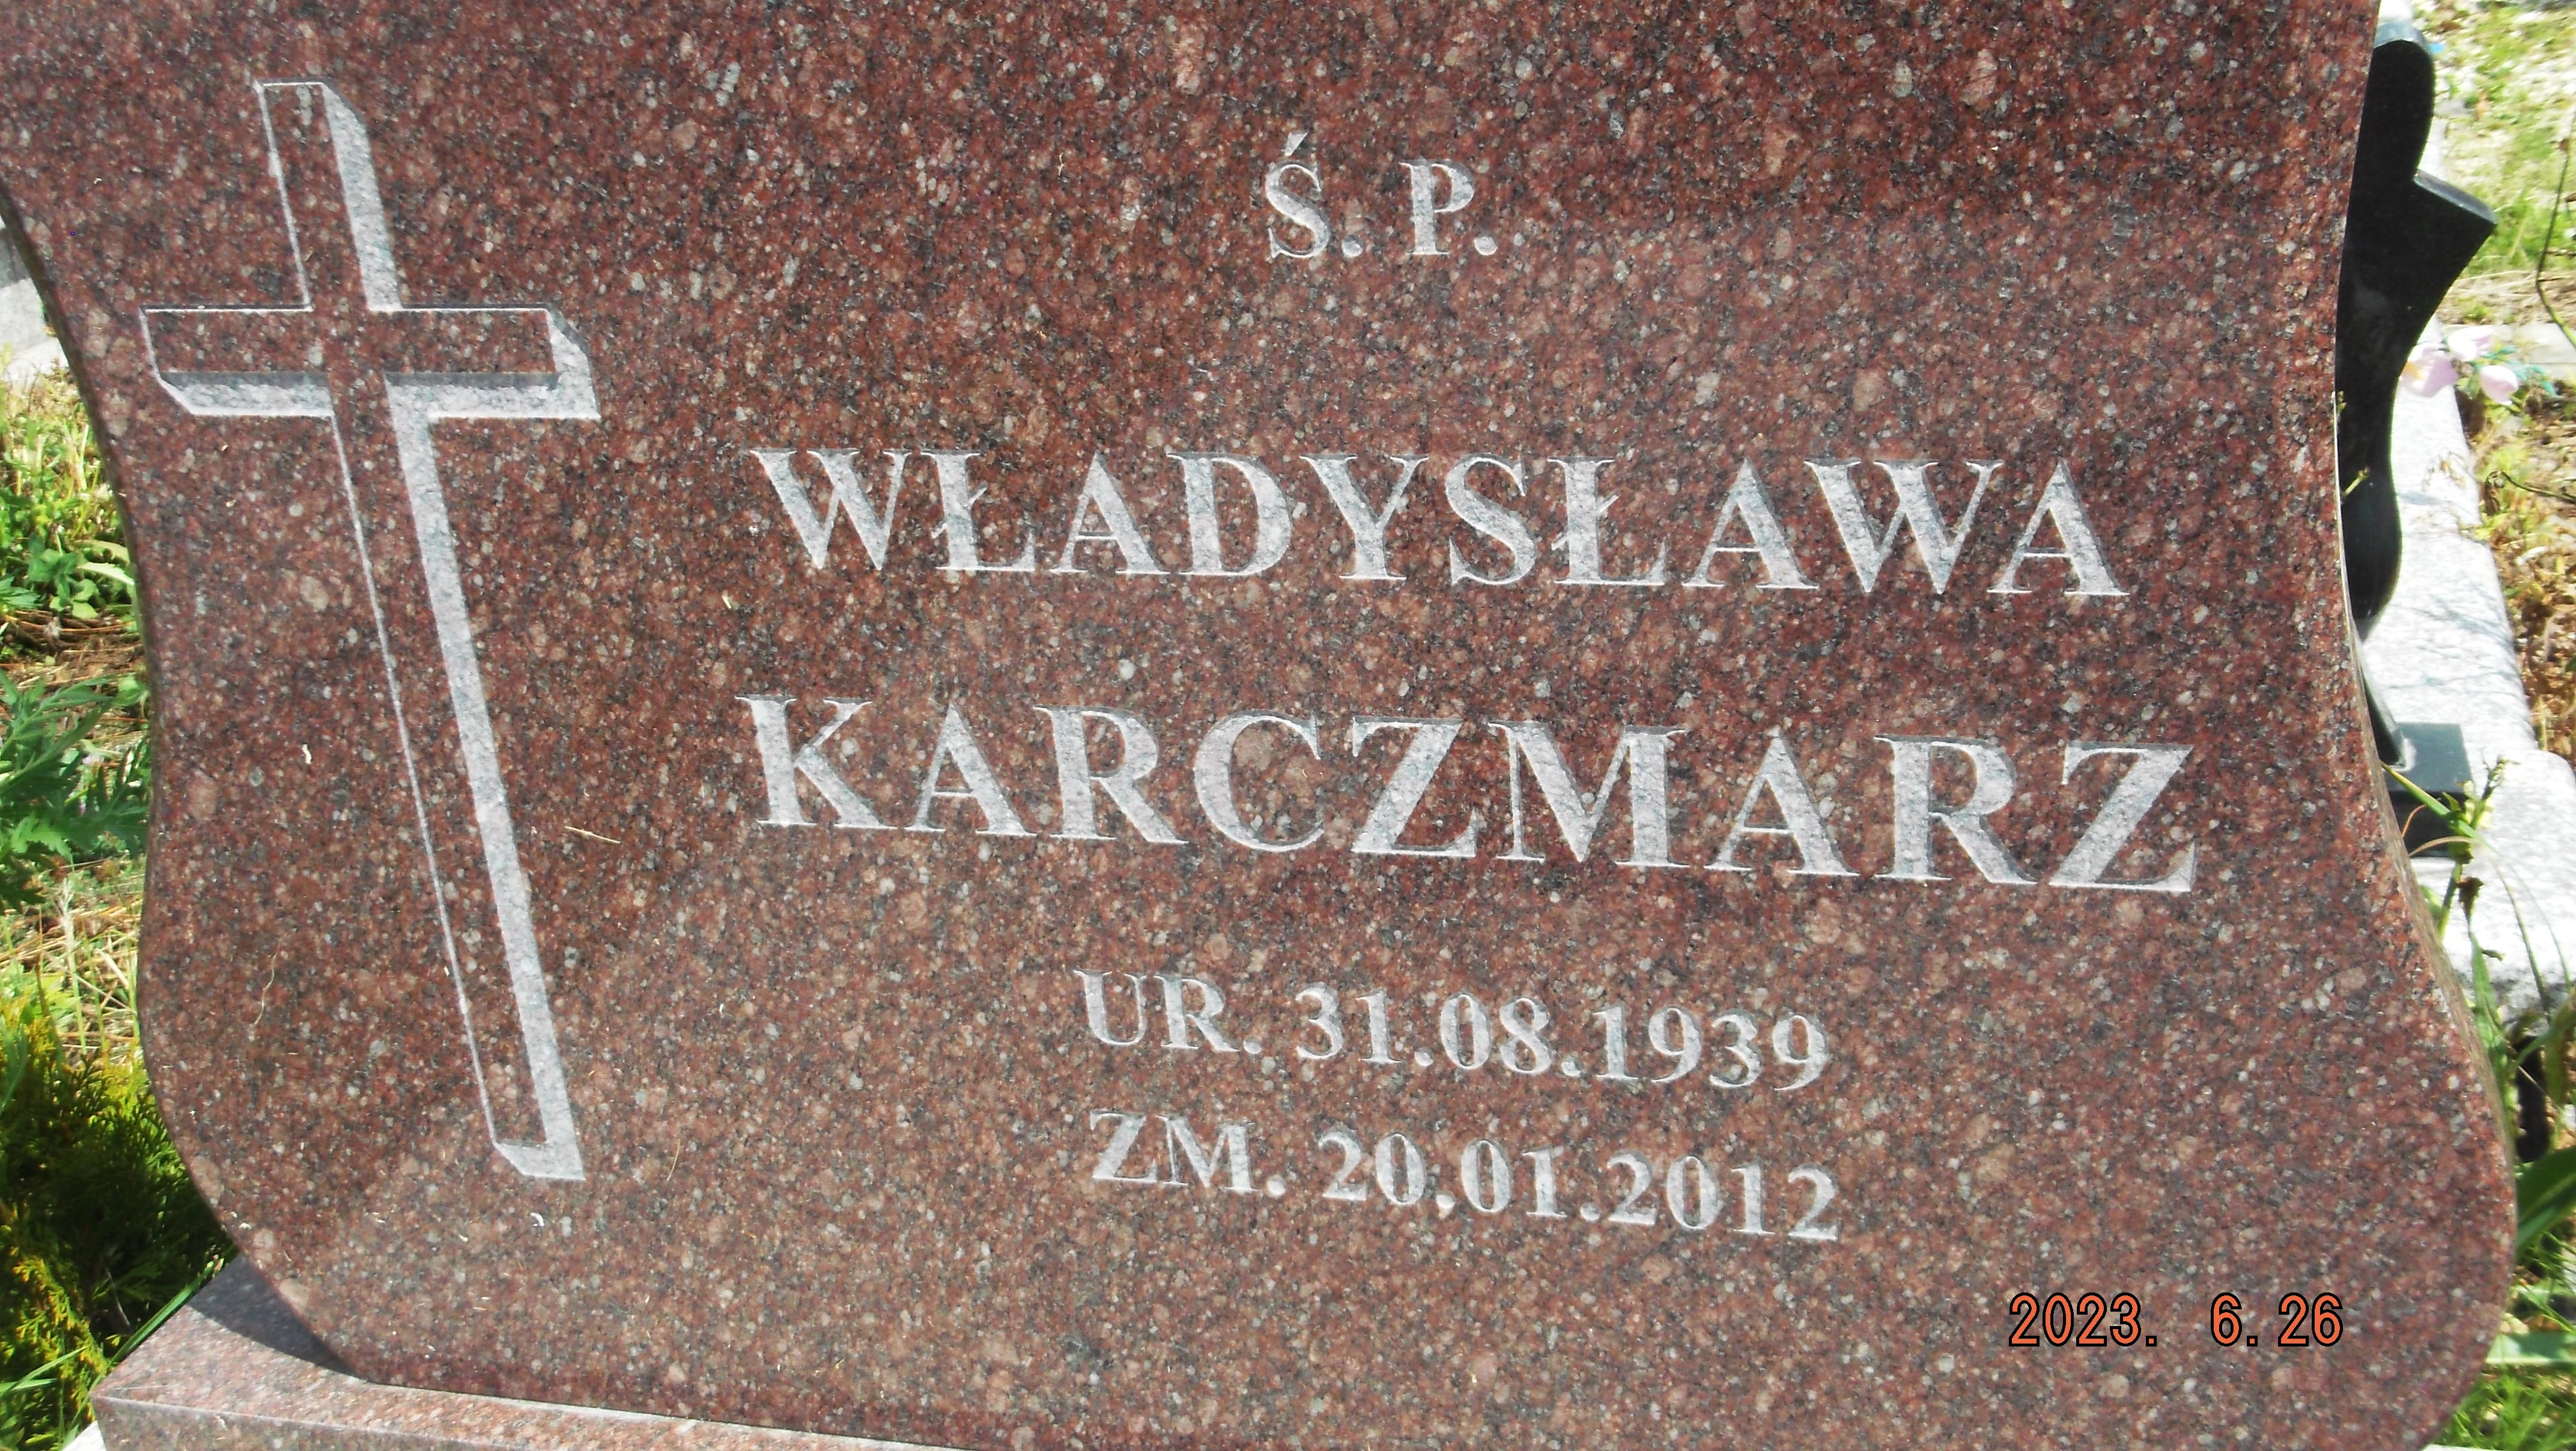 Ś. P.
WŁADYSŁAWA
KARCZMARZ
UR. 31.08.1939
ZM. 20.01.2012
2023. 6.26